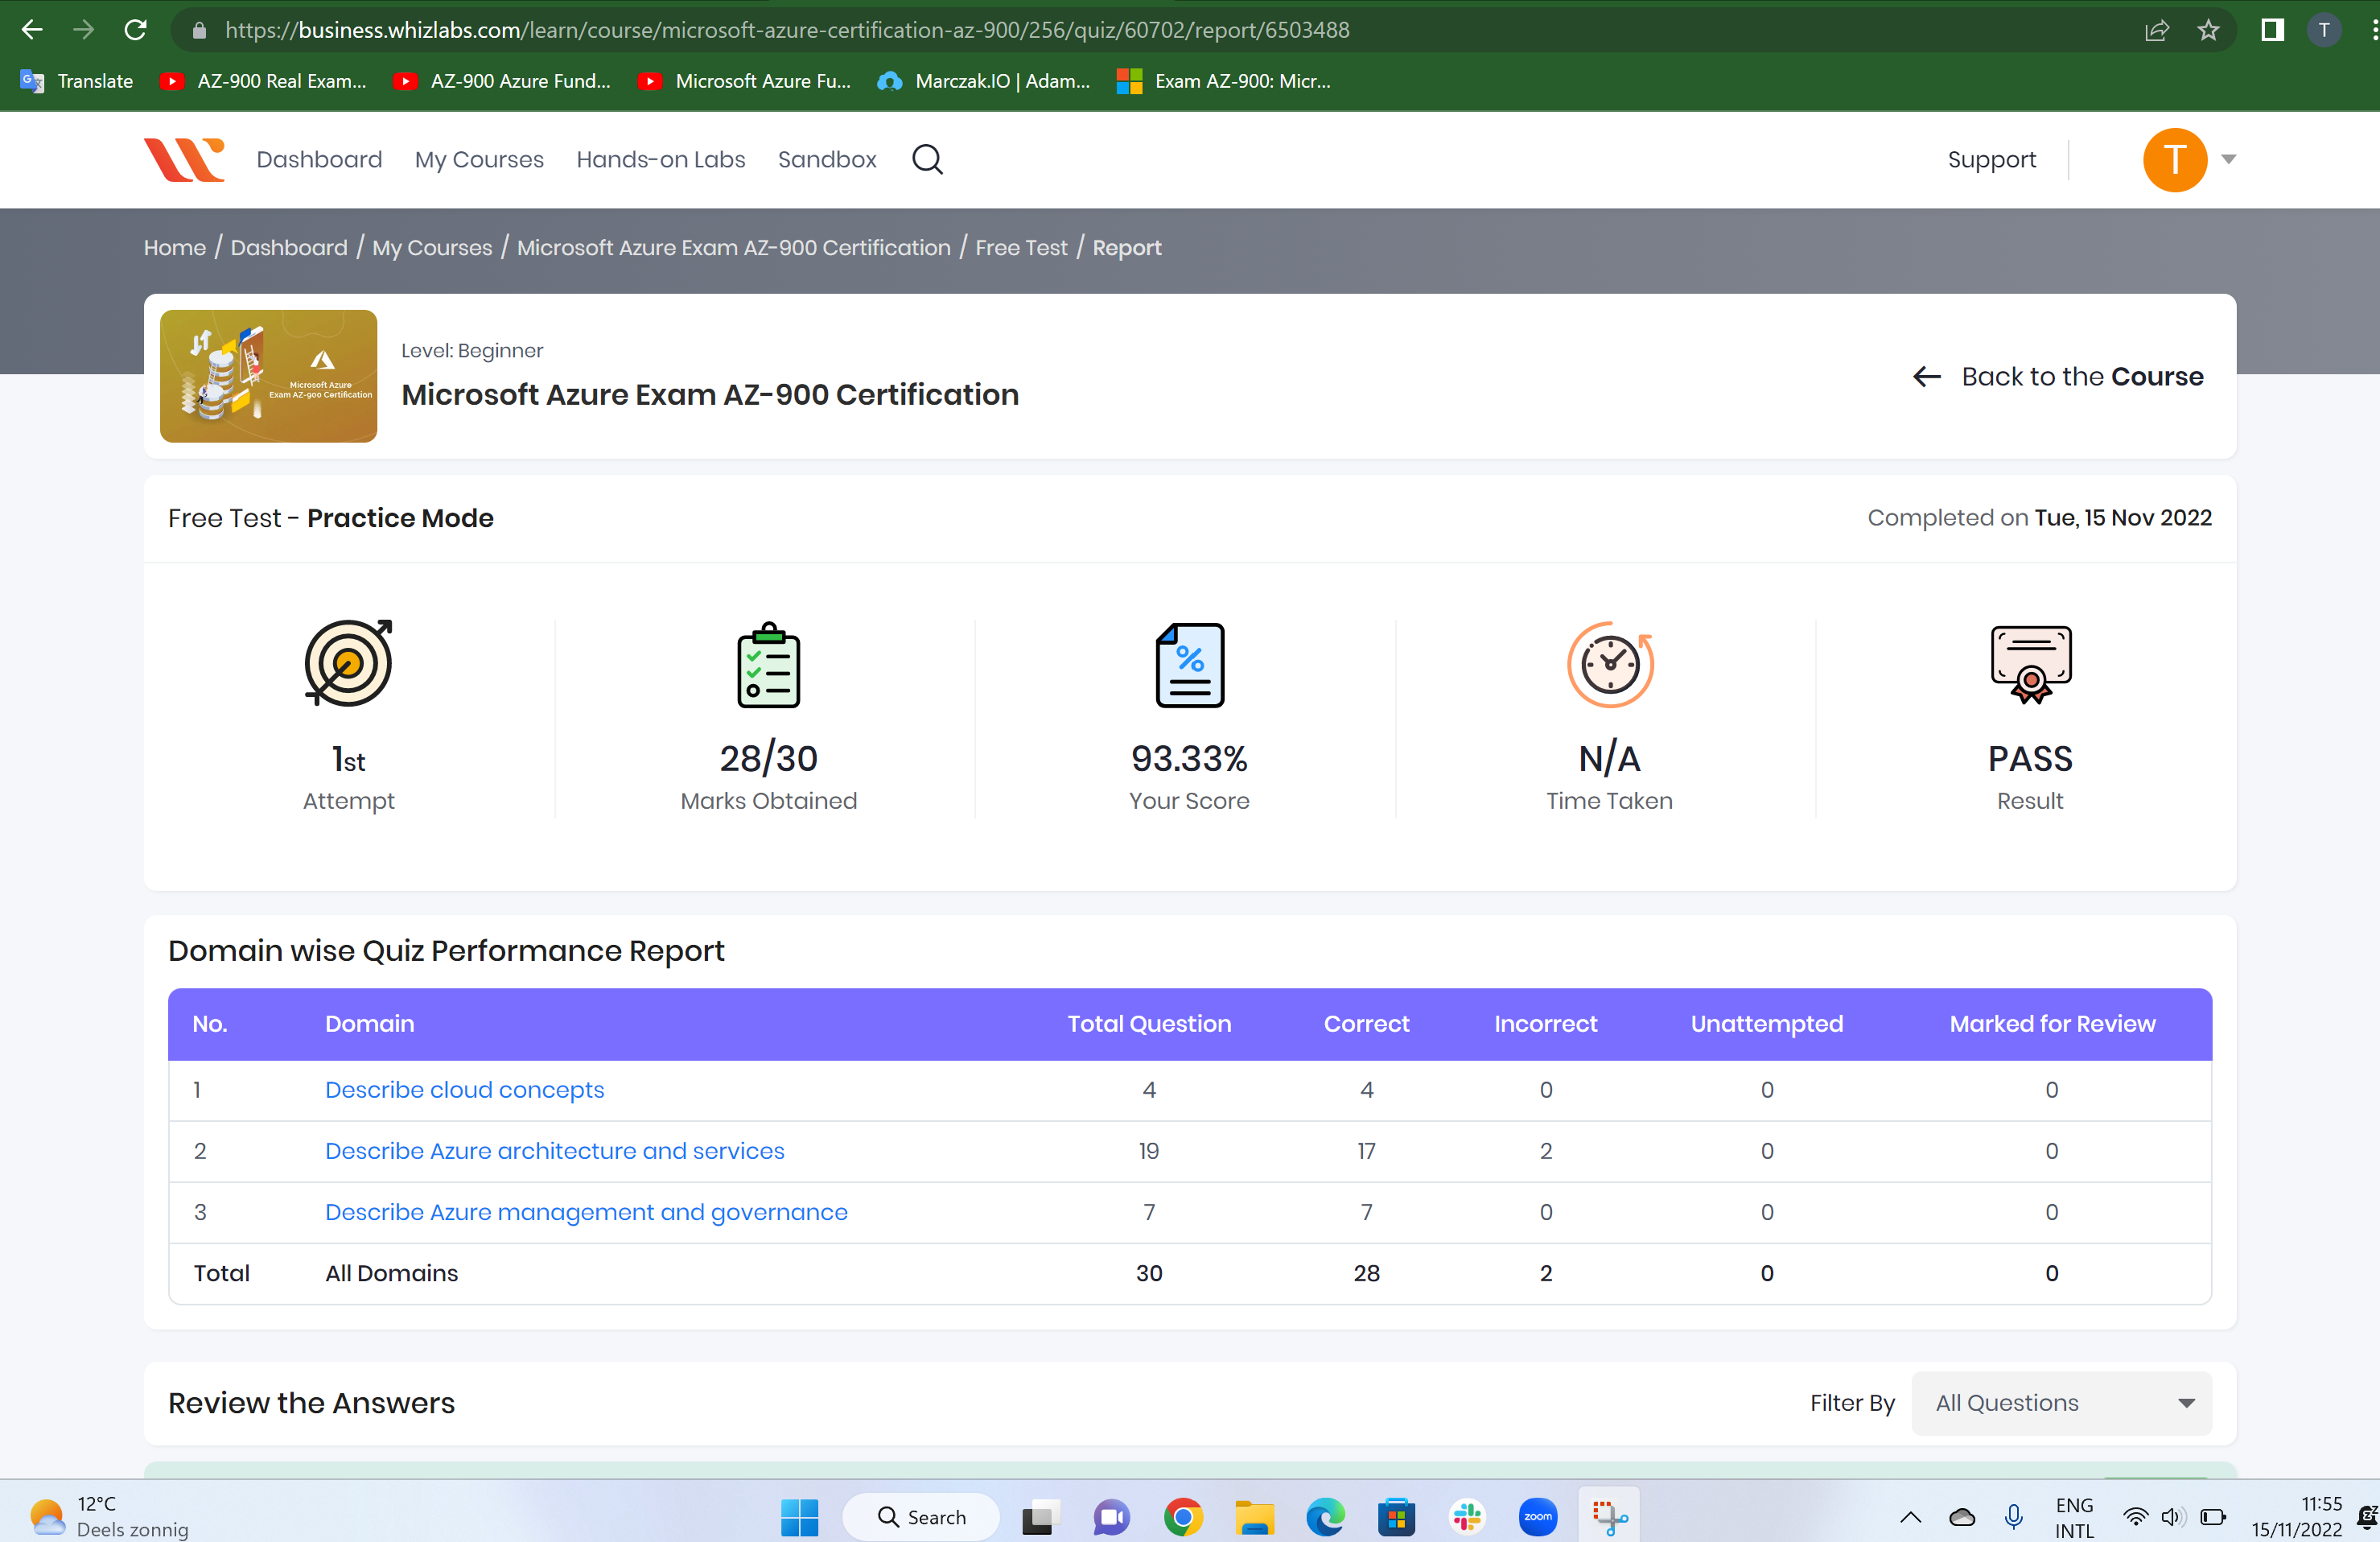 https://business.whizlabs.com/learn/course/microsoft-azure-certification-az-900/256/quiz/60702/report/6503488
T
Translate
AZ-900 Real Exam...
AZ-900 Azure Fund...
Microsoft Azure Fu...
Marczak.IO | Adam...
Exam AZ-900: Micr...
Dashboard
My Courses
Hands-on Labs
Sandbox
Support
T
Home / Dashboard / My Courses / Microsoft Azure Exam AZ-900 Certification / Free Test / Report
Microsoft Azure
Exam AZ-900 Certification
Level: Beginner
Microsoft Azure Exam AZ-900 Certification
Back to the Course
Free Test - Practice Mode
Completed on Tue, 15 Nov 2022
1st
Attempt
28/30
Marks Obtained
93.33%
Your Score
N/A
Time Taken
PASS
Result
Domain wise Quiz Performance Report
No. Domain Total Question Correct Incorrect Unattempted Marked for Review
1 Describe cloud concepts 4 4 0 0 0
2 Describe Azure architecture and services 19 17 2 0 0
3 Describe Azure management and governance 7 7 0 0 0
Total All Domains 30 28 2 0 0
Review the Answers
Filter By
All Questions
12°C
Deels zonnig
Search
zoom
ENG
INTL
11:55
15/11/2022